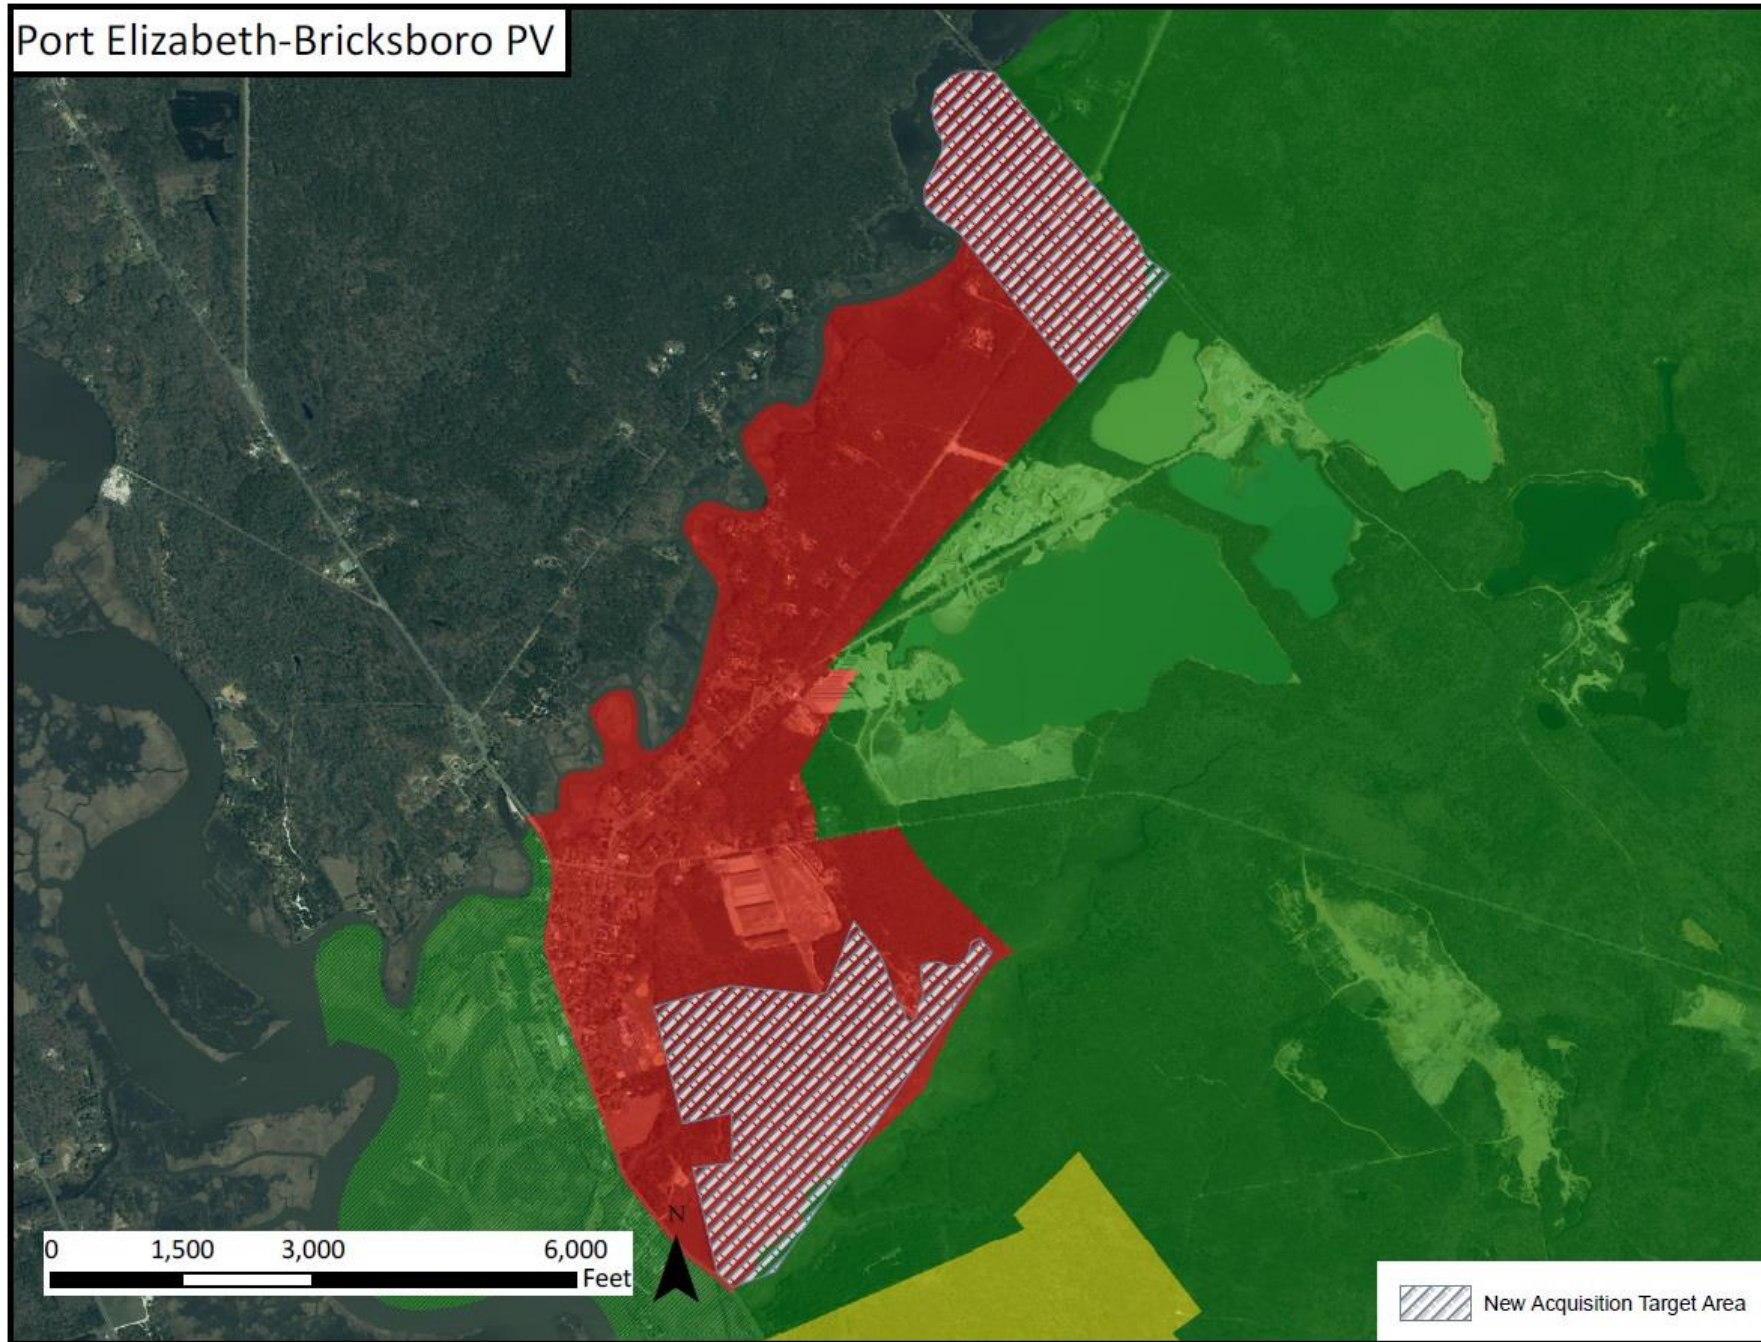 Port Elizabeth-Bricksboro PV
N
0 1,500 3,000 6,000
Feet
New Acquisition Target Area